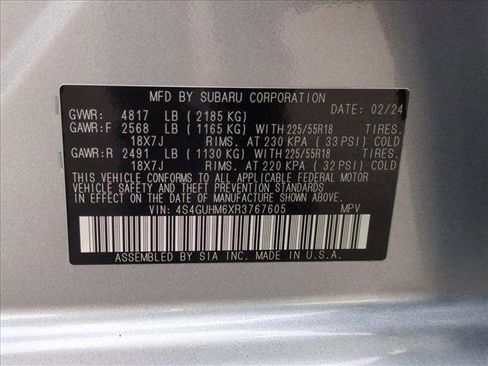 MFD BY SUBARU CORPORATION
GVWR: 4817 LB (2185 KG) DATE: 02/24
GAWR:F 2568 LB (1165 KG) WITH 225/55R18 TIRES.
18X7J RIMS. AT 230 KPA (33 PSI) COLD
GAWR:R 2491 LB (1130 KG) WITH 225/55R18 TIRES.
18X7J RIMS. AT 220 KPA (32 PSI) COLD
THIS VEHICLE CONFORMS TO ALL APPLICABLE FEDERAL MOTOR
VEHICLE SAFETY AND BUMPER STANDARDS
IN EFFECT ON THE DATE OF MANUFACTURE SHOWN ABOVE.
VIN: 4S4GUHM6XR3767605 MPV
ASSEMBLED BY SIA INC. MADE IN U.S.A.